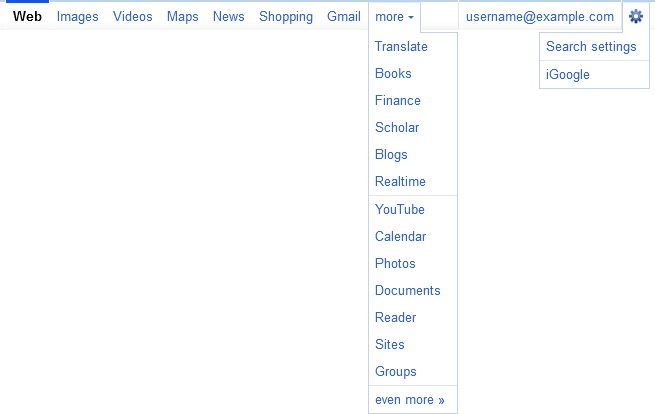 Web Images Videos Maps News Shopping Gmail more username@example.com
Translate
Books
Finance
Scholar
Blogs
Realtime
YouTube
Calendar
Photos
Documents
Reader
Sites
Groups
even more »
Search settings
iGoogle